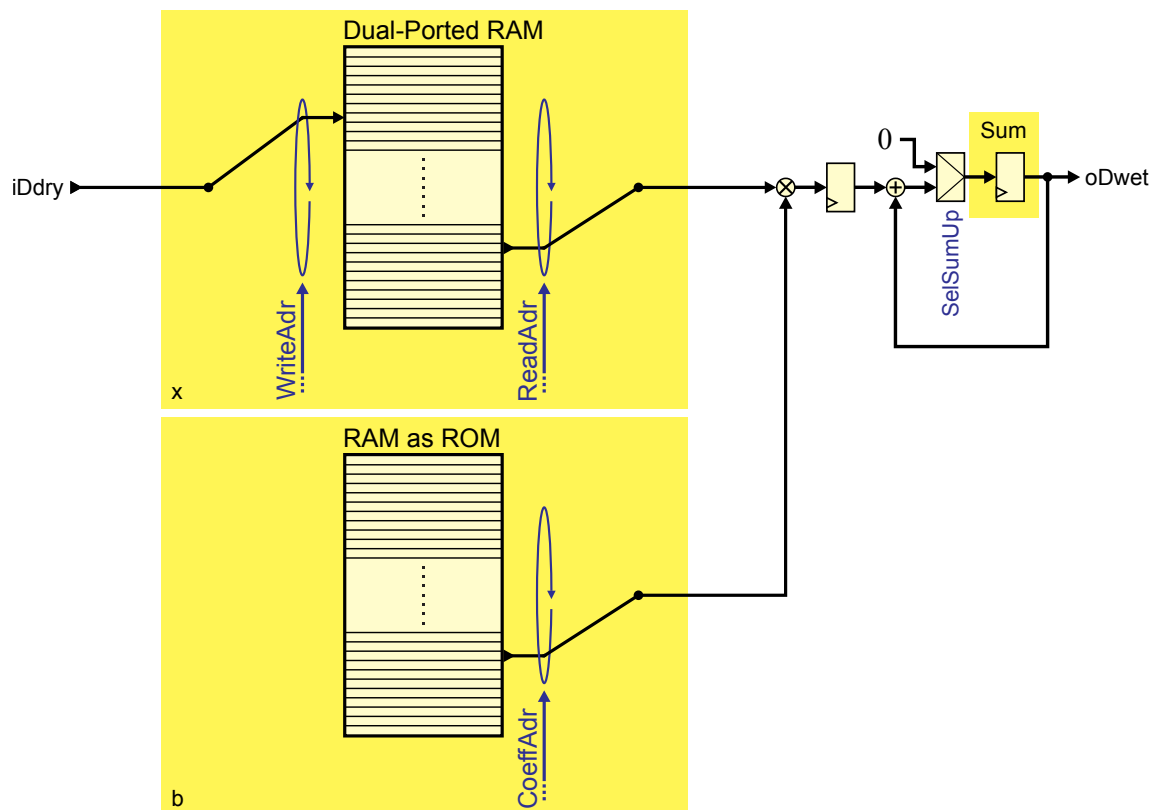 Dual-Ported RAM
iDdry
WriteAdr
ReadAdr
x
0
Sum
oDwet
SelSumUp
RAM as ROM
CoeffAdr
b